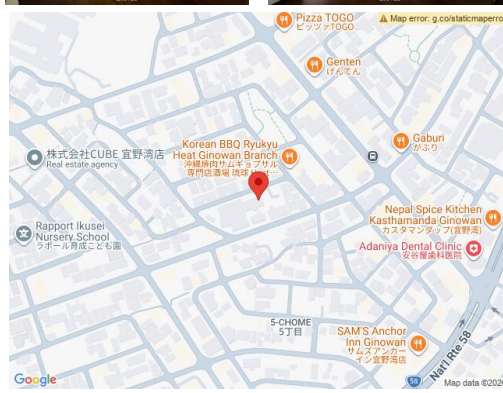 Pizza TOGO
ピッツァTOGO
Map error: g.co/staticmaperro
Genten
げんてん
Gaburi
がぶり
Korean BBQ Ryukyu
Heat Ginowan Branch
沖縄焼肉サムギョプサル
専門店酒場 琉球 Heat…
株式会社CUBE 宜野湾店
Real estate agency
Nepal Spice Kitchen
Kasthamanda Ginowan
カスタマンダップ(宜野湾)
Rapport Ikusei
Nursery School
ラポール育成こども園
Adaniya Dental Clinic
安谷屋歯科医院
5-CHOME
5丁目
SAM'S Anchor
Inn Ginowan
サムズアンカー
イン宜野湾店
Nat'l Rte 58
58
Google
Map data ©202